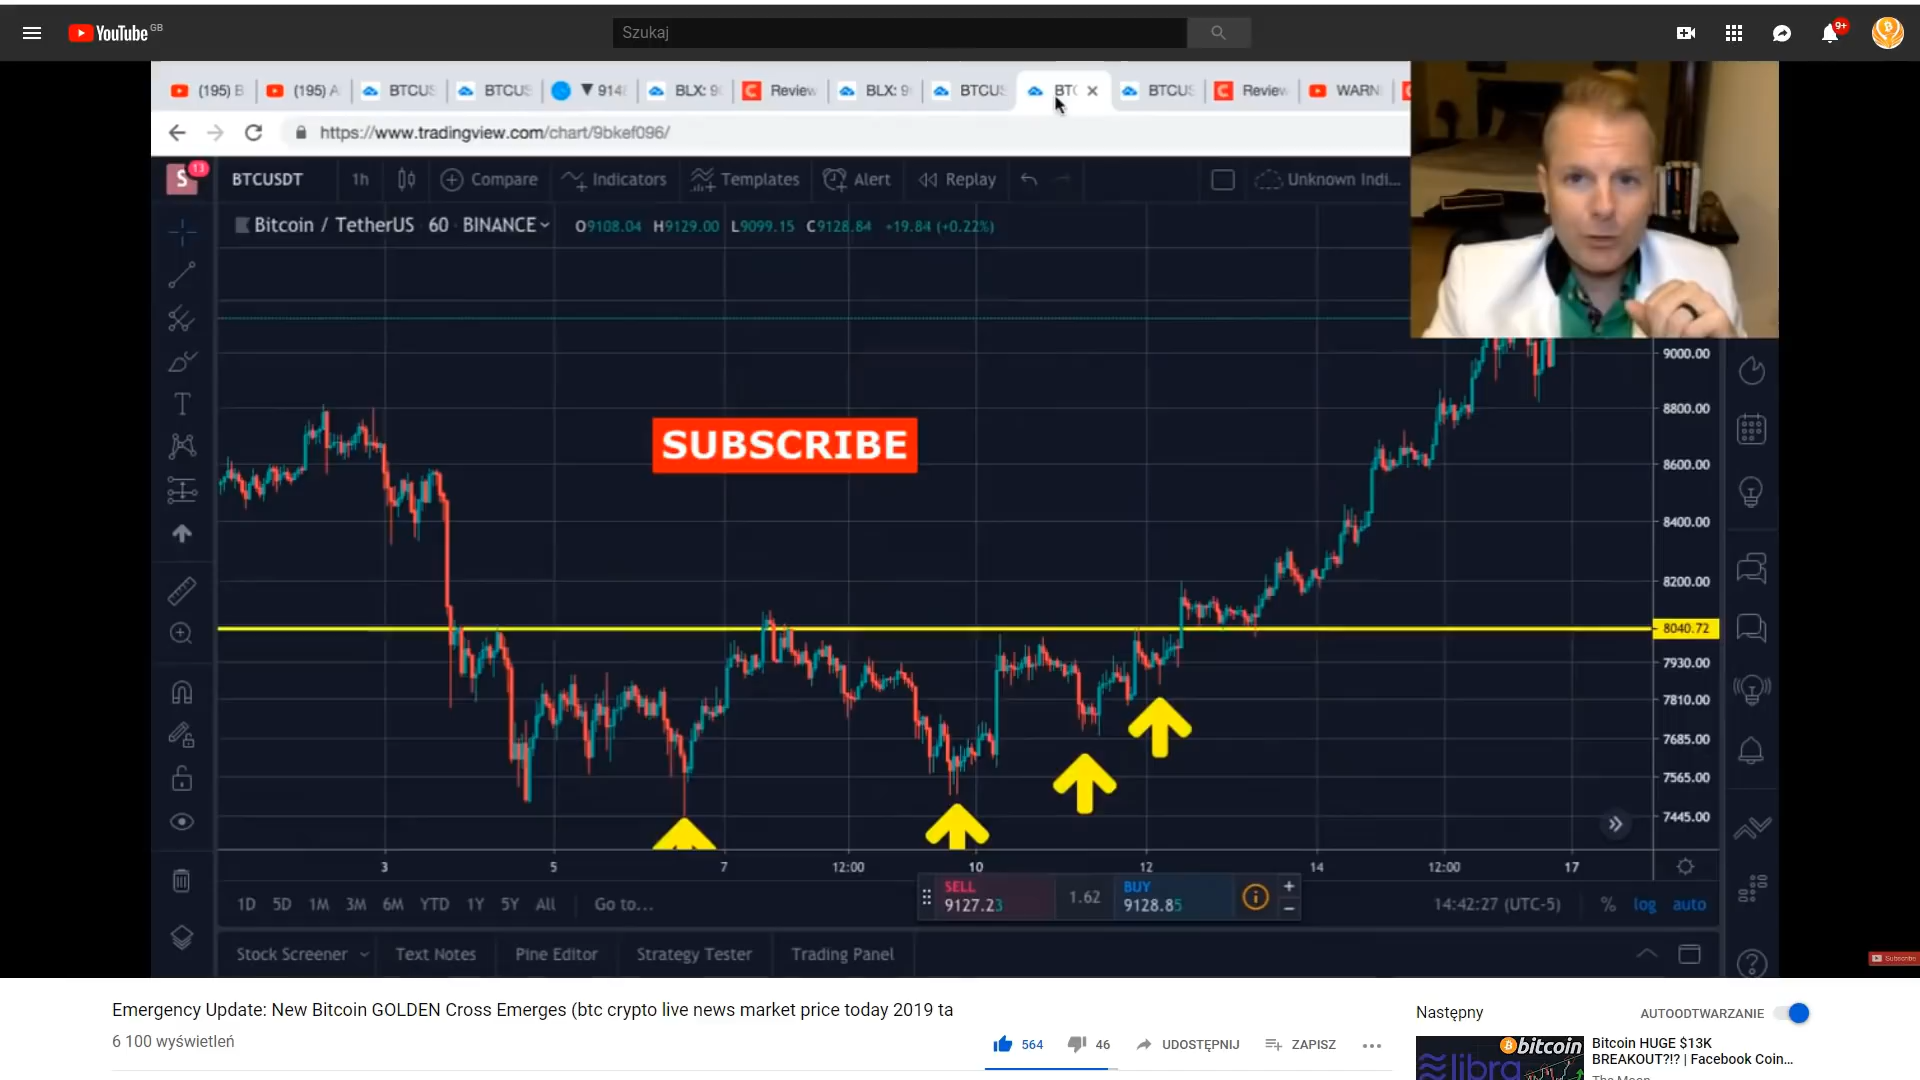 YouTube GB
Szukaj
9+
(195) B
(195) A
BTCUS
BTCUS
▼ 914
BLX: 9
Review
BLX: 9
BTCUS
BTC
BTCUS
Review
WARN
https://www.tradingview.com/chart/9bkef096/
S
13
BTCUSDT
1h
Compare
Indicators
Templates
Alert
Replay
Unknown Indi...
Bitcoin / TetherUS 60 BINANCE
O9108.04 H9129.00 L9099.15 C9128.84 +19.84 (+0.22%)
9000.00
8800.00
SUBSCRIBE
8600.00
8400.00
8200.00
8040.72
7930.00
7810.00
7685.00
7565.00
7445.00
3 5 7 12:00 10 12 14 12:00 17
SELL
9127.23
1.62
BUY
9128.85
1D 5D 1M 3M 6M YTD 1Y 5Y All
Go to...
14:42:27 (UTC-5)
% log auto
Stock Screener
Text Notes
Pine Editor
Strategy Tester
Trading Panel
Subscribe
Emergency Update: New Bitcoin GOLDEN Cross Emerges (btc crypto live news market price today 2019 ta
6 100 wyświetleń
564
46
UDOSTĘPNIJ
ZAPISZ
Następny
AUTOODTWARZANIE
bitcoin
libra
Bitcoin HUGE $13K
BREAKOUT?!? | Facebook Coin...